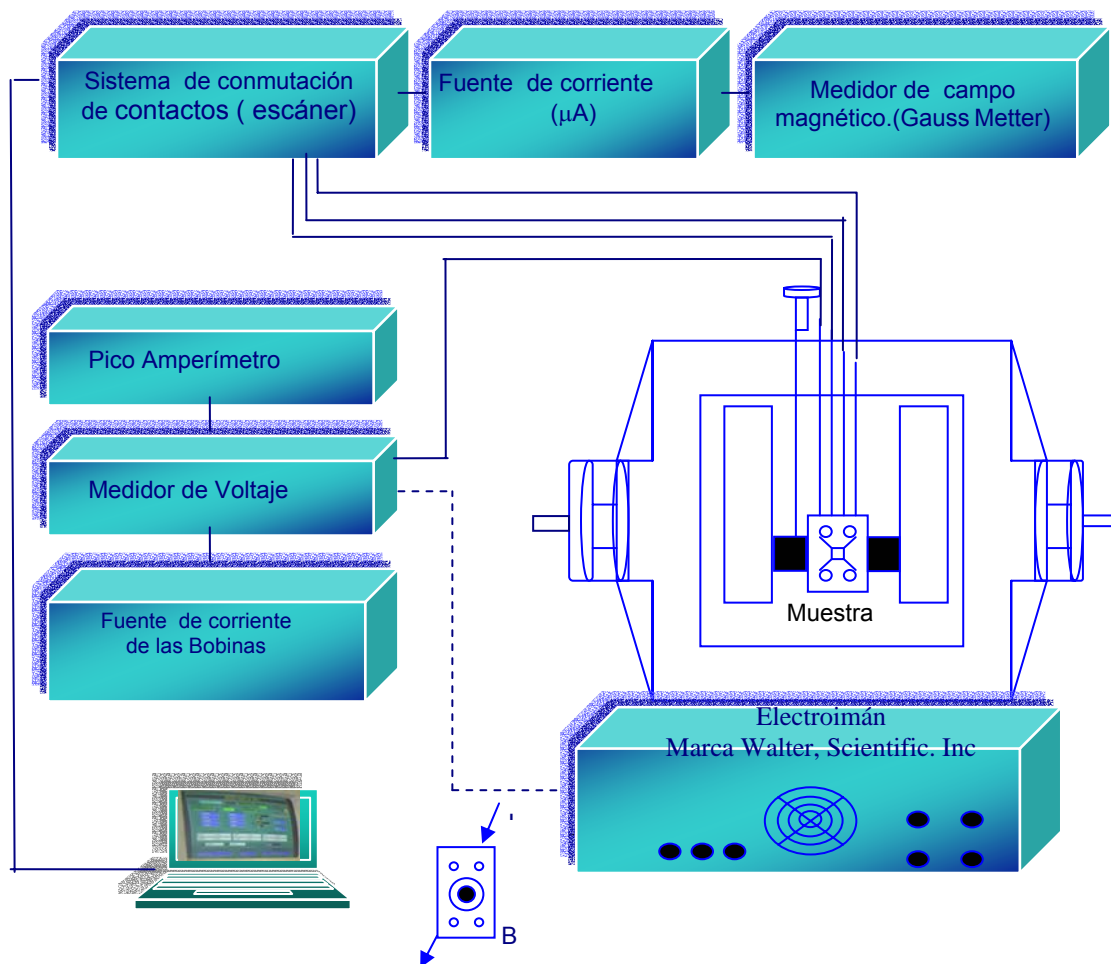 Sistema de conmutación
de contactos ( escáner)
Fuente de corriente
(μA)
Medidor de campo
magnético.(Gauss Metter)
Pico Amperímetro
Medidor de Voltaje
Fuente de corriente
de las Bobinas
Muestra
Electroimán
Marca Walter, Scientific. Inc
B